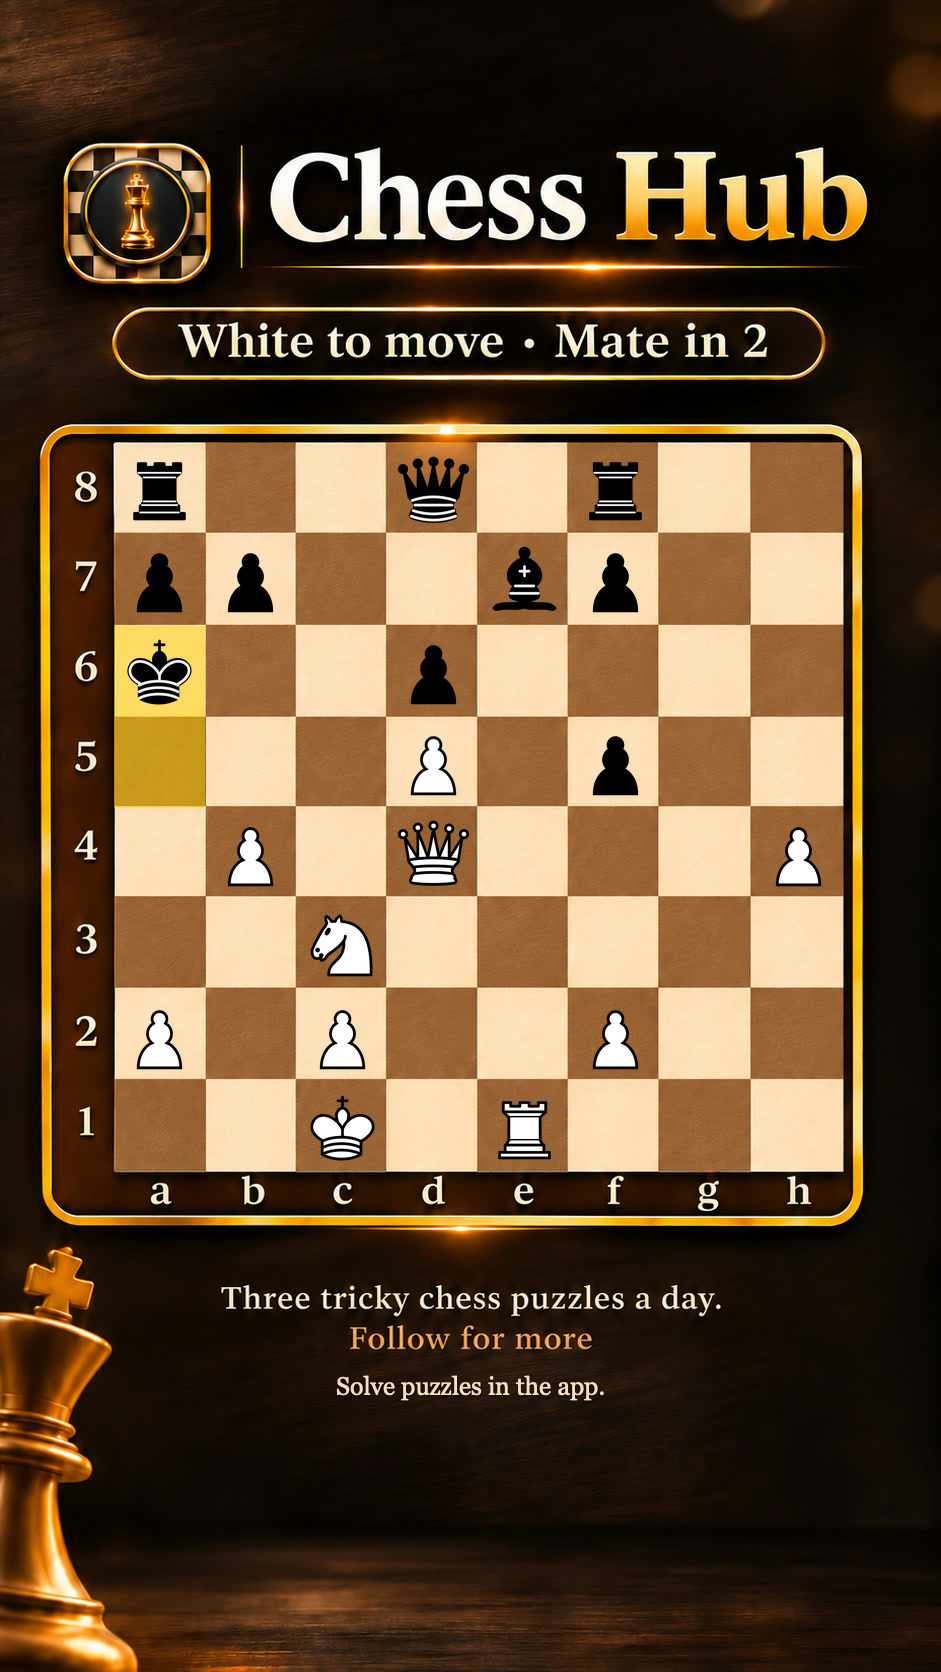 Chess Hub
White to move • Mate in 2
8
7
6
5
4
3
2
1
a b c d e f g h
Three tricky chess puzzles a day.
Follow for more
Solve puzzles in the app.